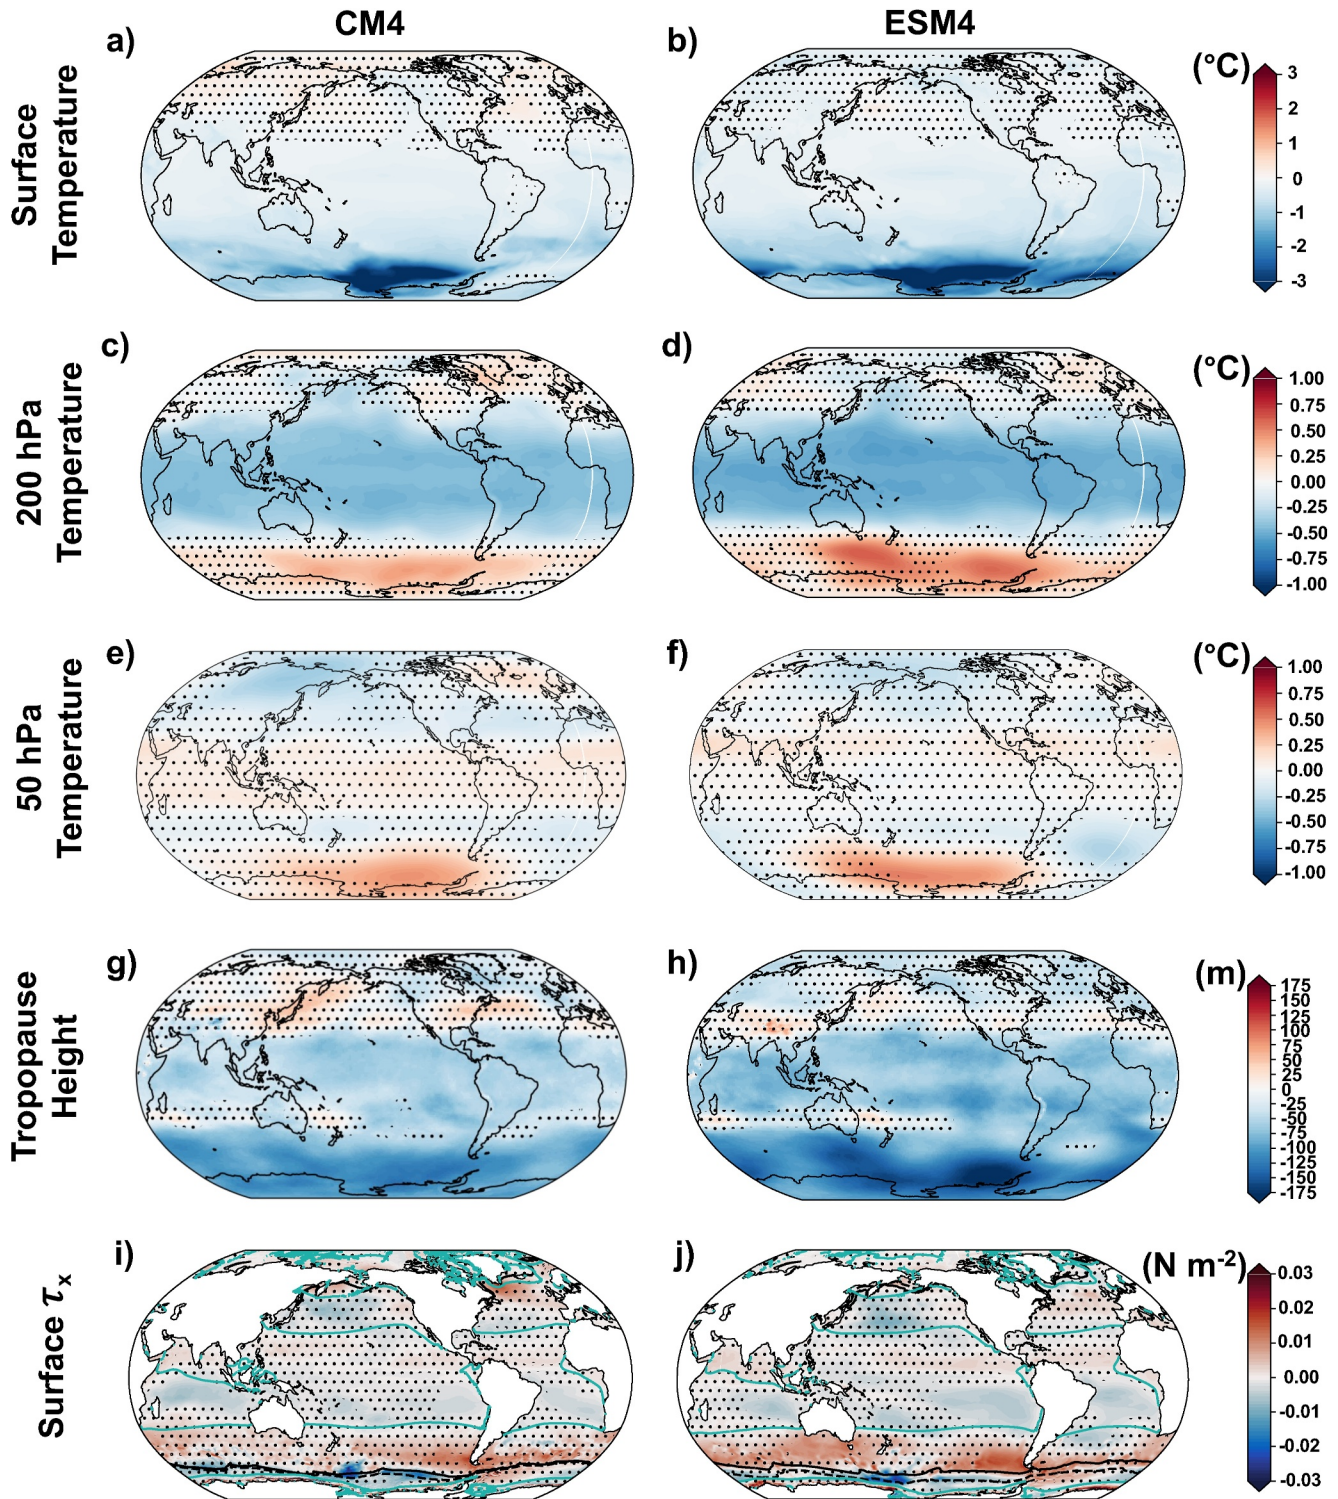 CM4
ESM4
a)
b)
(°C)
Surface
Temperature
3
2
1
0
-1
-2
-3
c)
d)
(°C)
200 hPa
Temperature
1.00
0.75
0.50
0.25
0.00
-0.25
-0.50
-0.75
-1.00
e)
f)
(°C)
50 hPa
Temperature
1.00
0.75
0.50
0.25
0.00
-0.25
-0.50
-0.75
-1.00
g)
h)
(m)
Tropopause
Height
175
150
125
100
75
50
25
0
-25
-50
-75
-100
-125
-150
-175
i)
j)
(N m-2)
Surface τx
0.03
0.02
0.01
0.00
-0.01
-0.02
-0.03